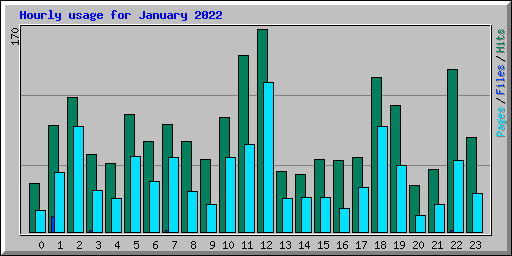 Hourly usage for January 2022
170
Pages/Files/Hits
0 1 2 3 4 5 6 7 8 9 10 11 12 13 14 15 16 17 18 19 20 21 22 23